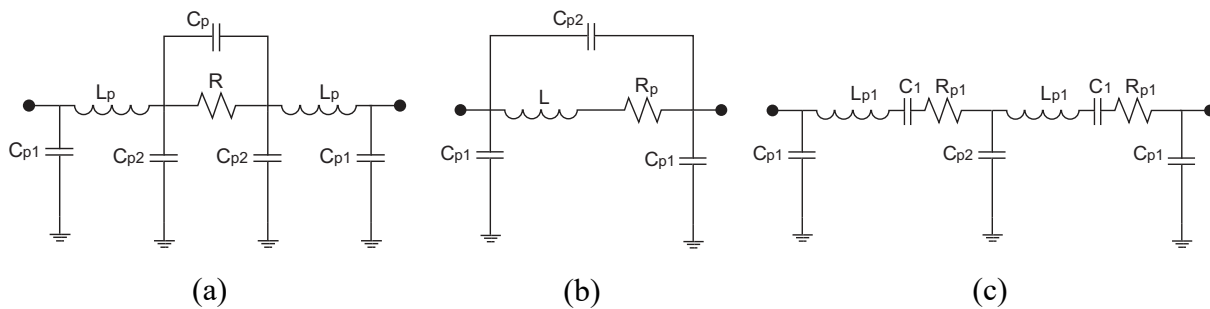 Cp Cp2
Lp R Lp L Rp Lp1 C1 Rp1 Lp1 C1 Rp1
Cp1 Cp2 Cp2 Cp1 Cp1 Cp1 Cp1 Cp2 Cp1
(a) (b) (c)